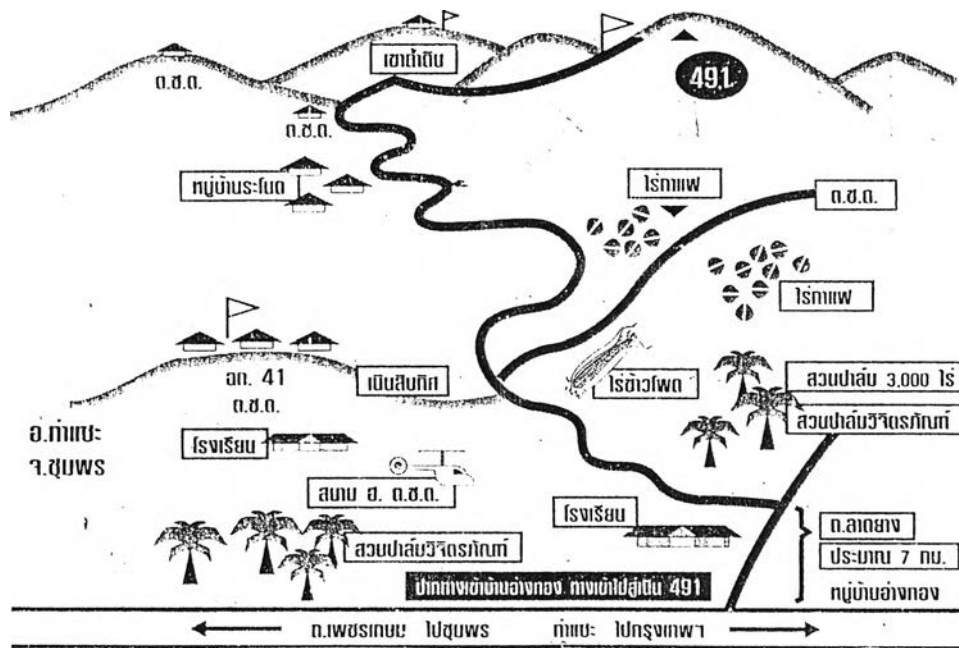 เขาถ้ำดิน
ต.ช.ด.
491
ต.ช.ด.
หมู่บ้านระโนด
ไร่กาแฟ
ต.ช.ด.
ไร่กาแฟ
ฉก. 41
ต.ช.ด.
เนินสิบทิศ
ไร่ข้าวโพด
สวนปาล์ม 3,000 ไร่
สวนปาล์มวิจิตรภัณฑ์
อ.ท่าแซะ
จ.ชุมพร
โรงเรียน
สนาม ฮ. ต.ช.ด.
โรงเรียน
ถ.ลาดยาง
ประมาณ 7 กม.
หมู่บ้านอ่างทอง
สวนปาล์มวิจิตรภัณฑ์
ปากทางเข้าบ้านอ่างทอง ทางเข้าไปสู่เนิน 491
ถ.เพชรเกษม ไปชุมพร ท่าแซะ ไปกรุงเทพฯ